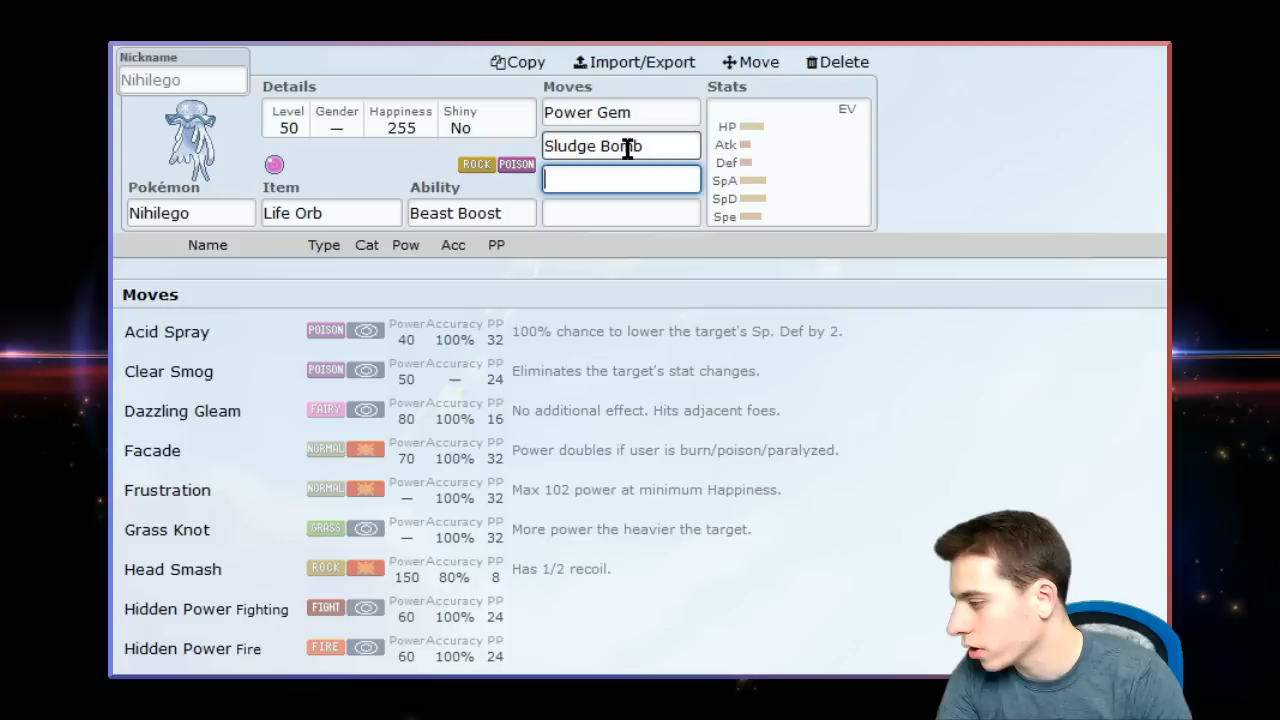 Nickname
Nihilego
Copy Import/Export Move Delete
Details Moves Stats
Level Gender Happiness Shiny
50 — 255 No
Power Gem
EV
HP
Sludge Bomb
Atk
ROCK POISON
Def
SpA
Pokémon Item Ability
SpD
Nihilego Life Orb Beast Boost
Spe
Name Type Cat Pow Acc PP
Moves
Acid Spray POISON Power 40 Accuracy 100% PP 32 100% chance to lower the target's Sp. Def by 2.
Clear Smog POISON Power 50 Accuracy — PP 24 Eliminates the target's stat changes.
Dazzling Gleam FAIRY Power 80 Accuracy 100% PP 16 No additional effect. Hits adjacent foes.
Facade NORMAL Power 70 Accuracy 100% PP 32 Power doubles if user is burn/poison/paralyzed.
Frustration NORMAL Power — Accuracy 100% PP 32 Max 102 power at minimum Happiness.
Grass Knot GRASS Power — Accuracy 100% PP 32 More power the heavier the target.
Head Smash ROCK Power 150 Accuracy 80% PP 8 Has 1/2 recoil.
Hidden Power Fighting FIGHT Power 60 Accuracy 100% PP 24
Hidden Power Fire FIRE Power 60 Accuracy 100% PP 24